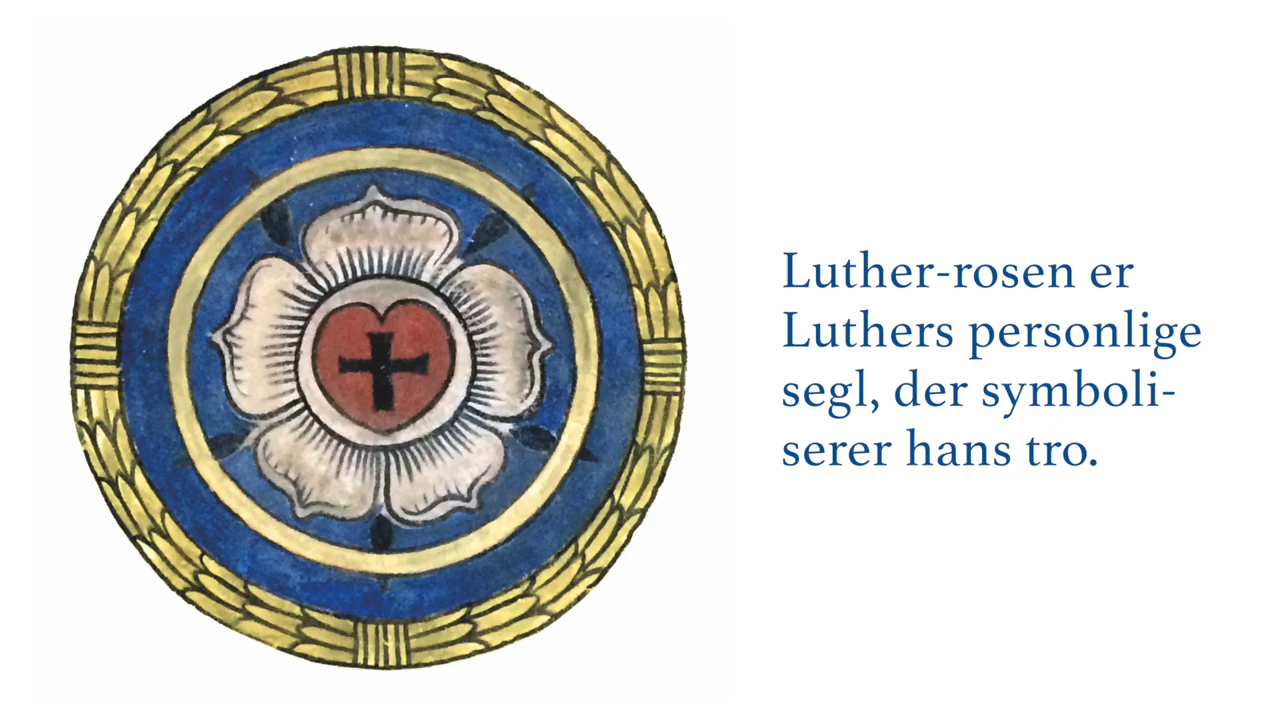 Luther-rosen er
Luthers personlige
segl, der symboli-
serer hans tro.